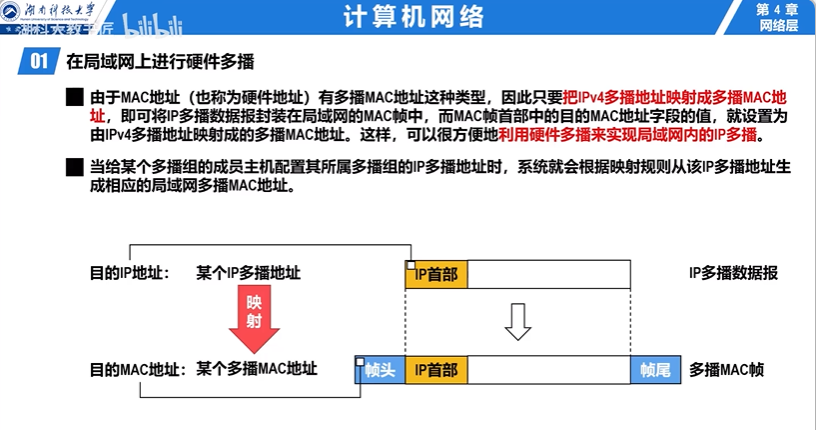 湖南科技大学
湖科大教书匠 bilibili
计算机网络
第 4 章
网络层
01 在局域网上进行硬件多播
由于MAC地址（也称为硬件地址）有多播MAC地址这种类型，因此只要把IPv4多播地址映射成多播MAC地
址，即可将IP多播数据报封装在局域网的MAC帧中，而MAC帧首部中的目的MAC地址字段的值，就设置为
由IPv4多播地址映射成的多播MAC地址。这样，可以很方便地利用硬件多播来实现局域网内的IP多播。
当给某个多播组的成员主机配置其所属多播组的IP多播地址时，系统就会根据映射规则从该IP多播地址生
成相应的局域网多播MAC地址。
目的IP地址： 某个IP多播地址 IP首部 IP多播数据报
映
射
目的MAC地址: 某个多播MAC地址 帧头 IP首部 帧尾 多播MAC帧